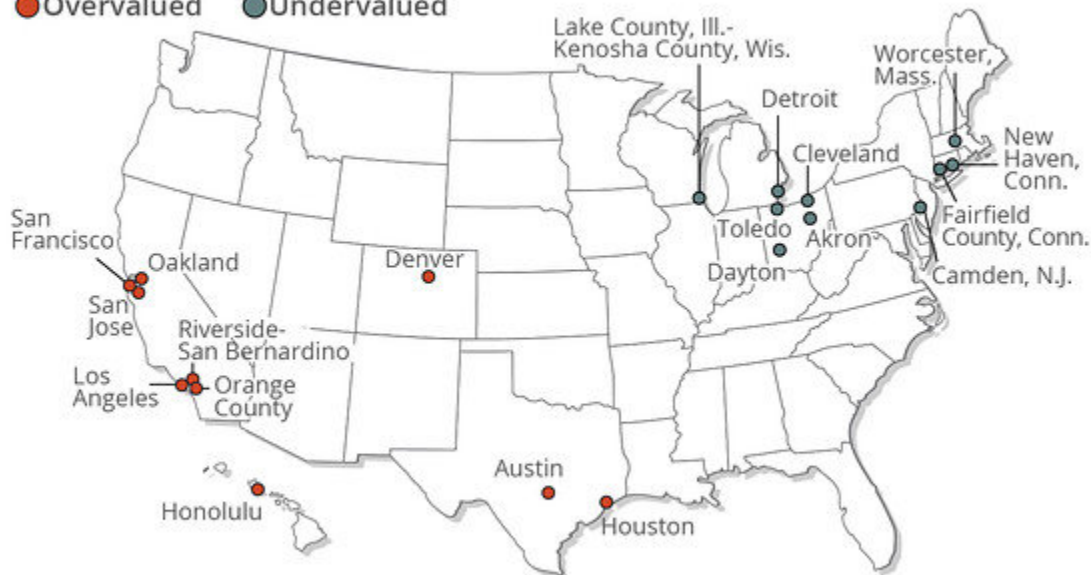 Overvalued Undervalued
Lake County, Ill.-
Kenosha County, Wis.
Worcester,
Mass.
Detroit
Cleveland
New
Haven,
Conn.
San
Francisco
Oakland
Denver
Toledo
Akron
Fairfield
County, Conn.
Dayton
Camden, N.J.
San
Jose
Riverside-
San Bernardino
Los
Angeles
Orange
County
Austin
Honolulu
Houston